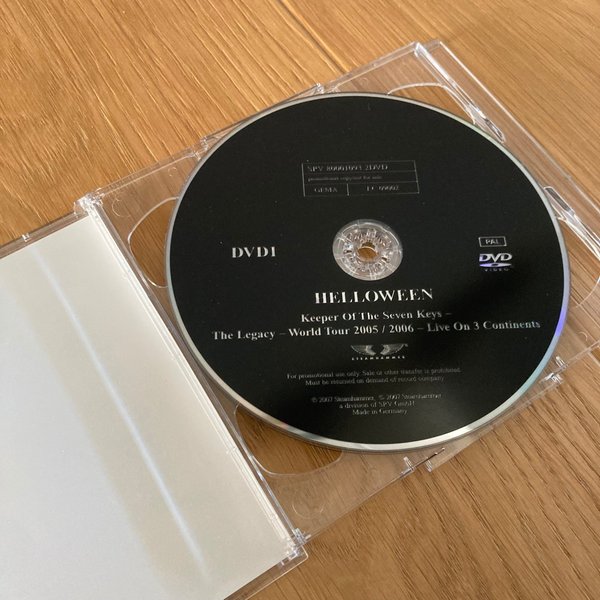 SPV 80001093 2DVD
promotional copy/not for sale
GEMA LC 09002
DVD1
PAL
DVD
VIDEO
HELLOWEEN
Keeper Of The Seven Keys –
The Legacy – World Tour 2005 / 2006 – Live On 3 Continents
STEAMHAMMER
For promotional use only. Sale or other transfer is prohibited.
Must be returned on demand of record company
℗ 2007 Steamhammer, © 2007 Steamhammer
a division of SPV GmbH
Made in Germany